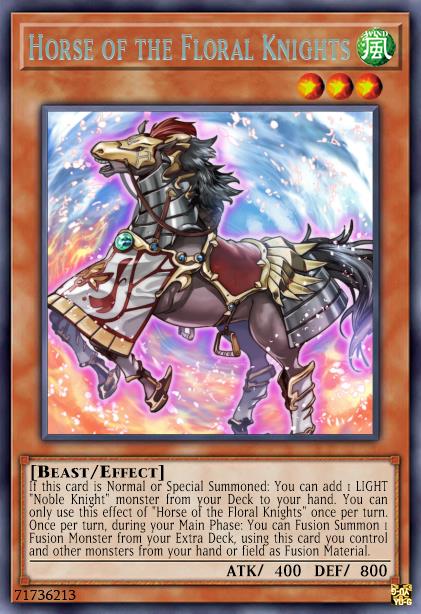 HORSE OF THE FLORAL KNIGHTS
WIND
風
[BEAST/EFFECT]
If this card is Normal or Special Summoned: You can add 1 LIGHT
"Noble Knight" monster from your Deck to your hand. You can
only use this effect of "Horse of the Floral Knights" once per turn.
Once per turn, during your Main Phase: You can Fusion Summon 1
Fusion Monster from your Extra Deck, using this card you control
and other monsters from your hand or field as Fusion Material.
ATK/ 400 DEF/ 800
71736213